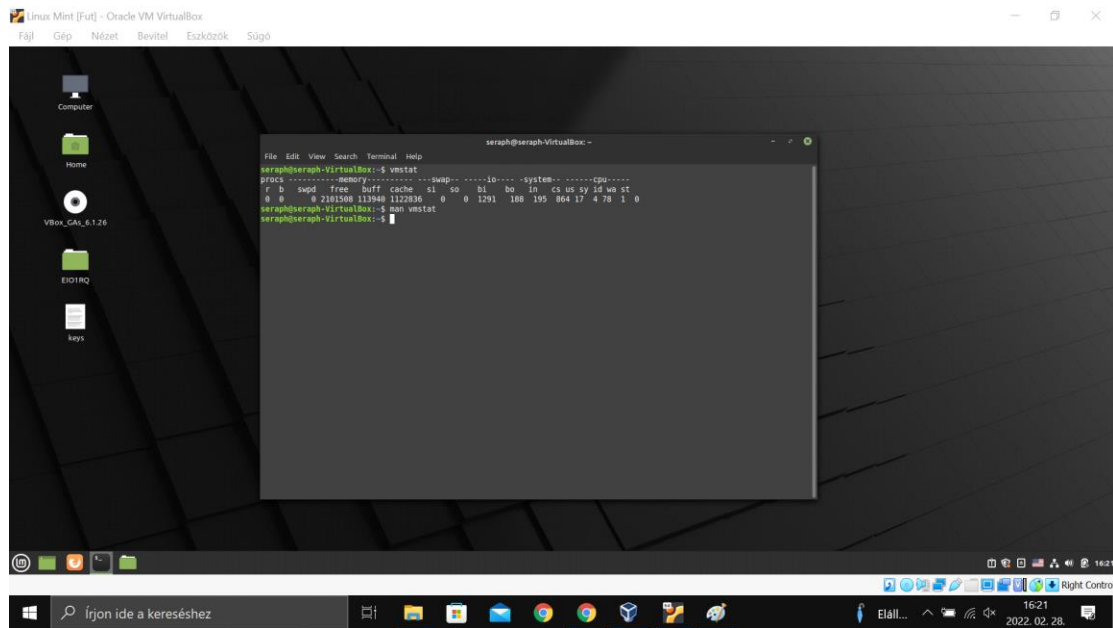 Linux Mint [Fut] - Oracle VM VirtualBox
Fájl Gép Nézet Bevitel Eszközök Súgó
Computer
Home
VBox_GAs_6.1.26
EIO1RQ
keys
seraph@seraph-VirtualBox: ~
File Edit View Search Terminal Help
seraph@seraph-VirtualBox:~$ vmstat
procs -----------memory---------- ---swap-- -----io---- -system-- ------cpu-----
r b swpd free buff cache si so bi bo in cs us sy id wa st
0 0 0 2101508 113940 1122836 0 0 1291 188 195 864 17 4 78 1 0
seraph@seraph-VirtualBox:~$ man vmstat
seraph@seraph-VirtualBox:~$
16:21
Right Contro
Írjon ide a kereséshez
Eláll...
16:21
2022. 02. 28.